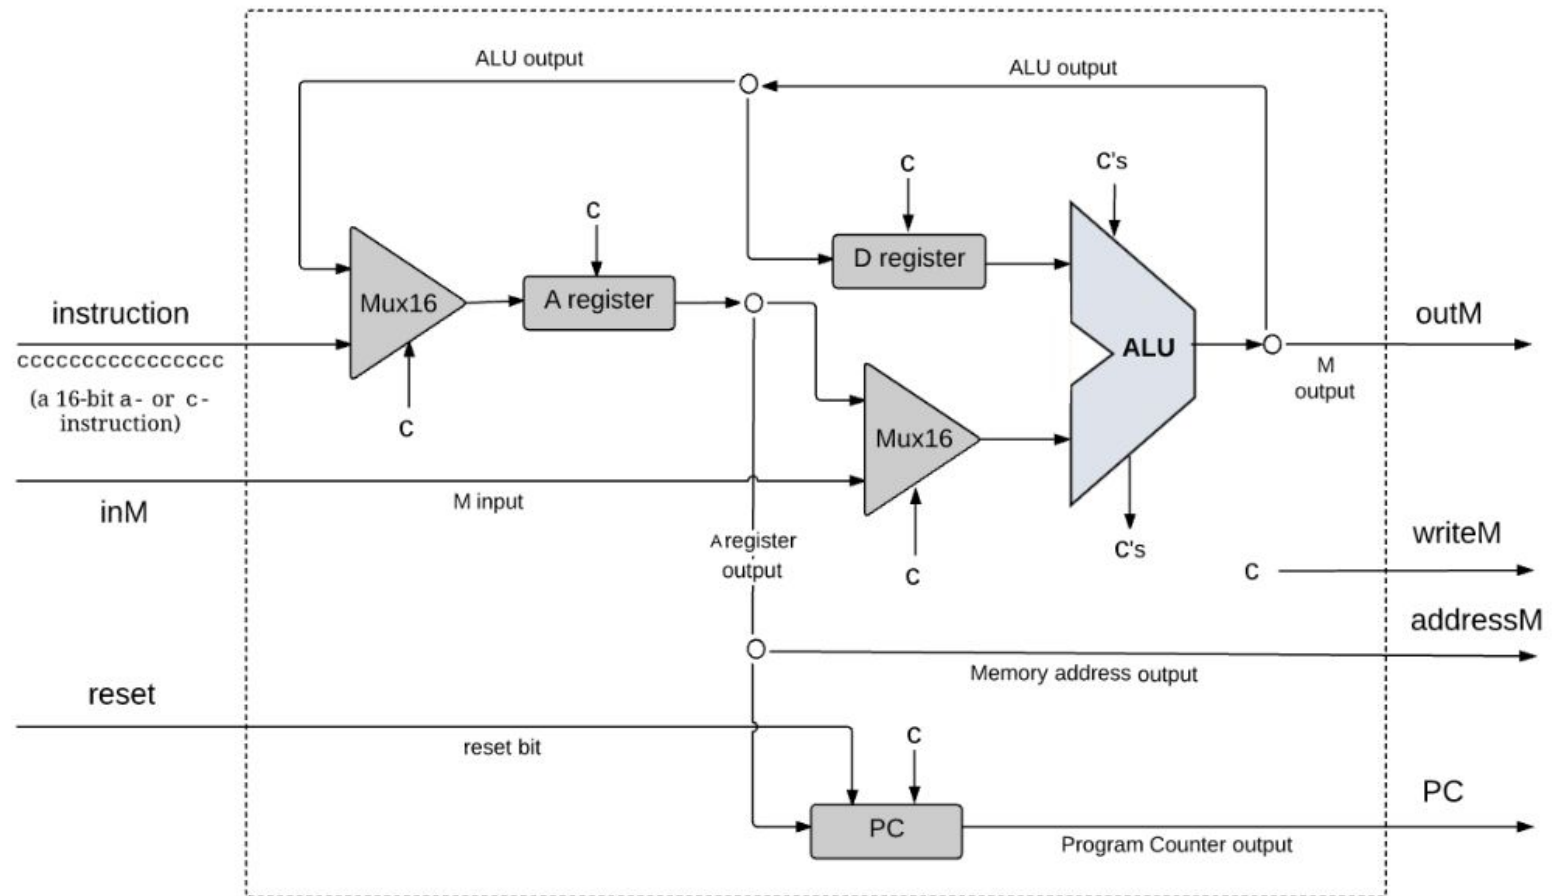 ALU output
ALU output
c
c's
c
D register
Mux16
A register
instruction
outM
cccccccccccccccc
ALU
M
output
(a 16-bit a- or c-
instruction)
c
Mux16
inM
M input
A register
output
c's
writeM
c
c
addressM
Memory address output
reset
reset bit
c
PC
PC
Program Counter output